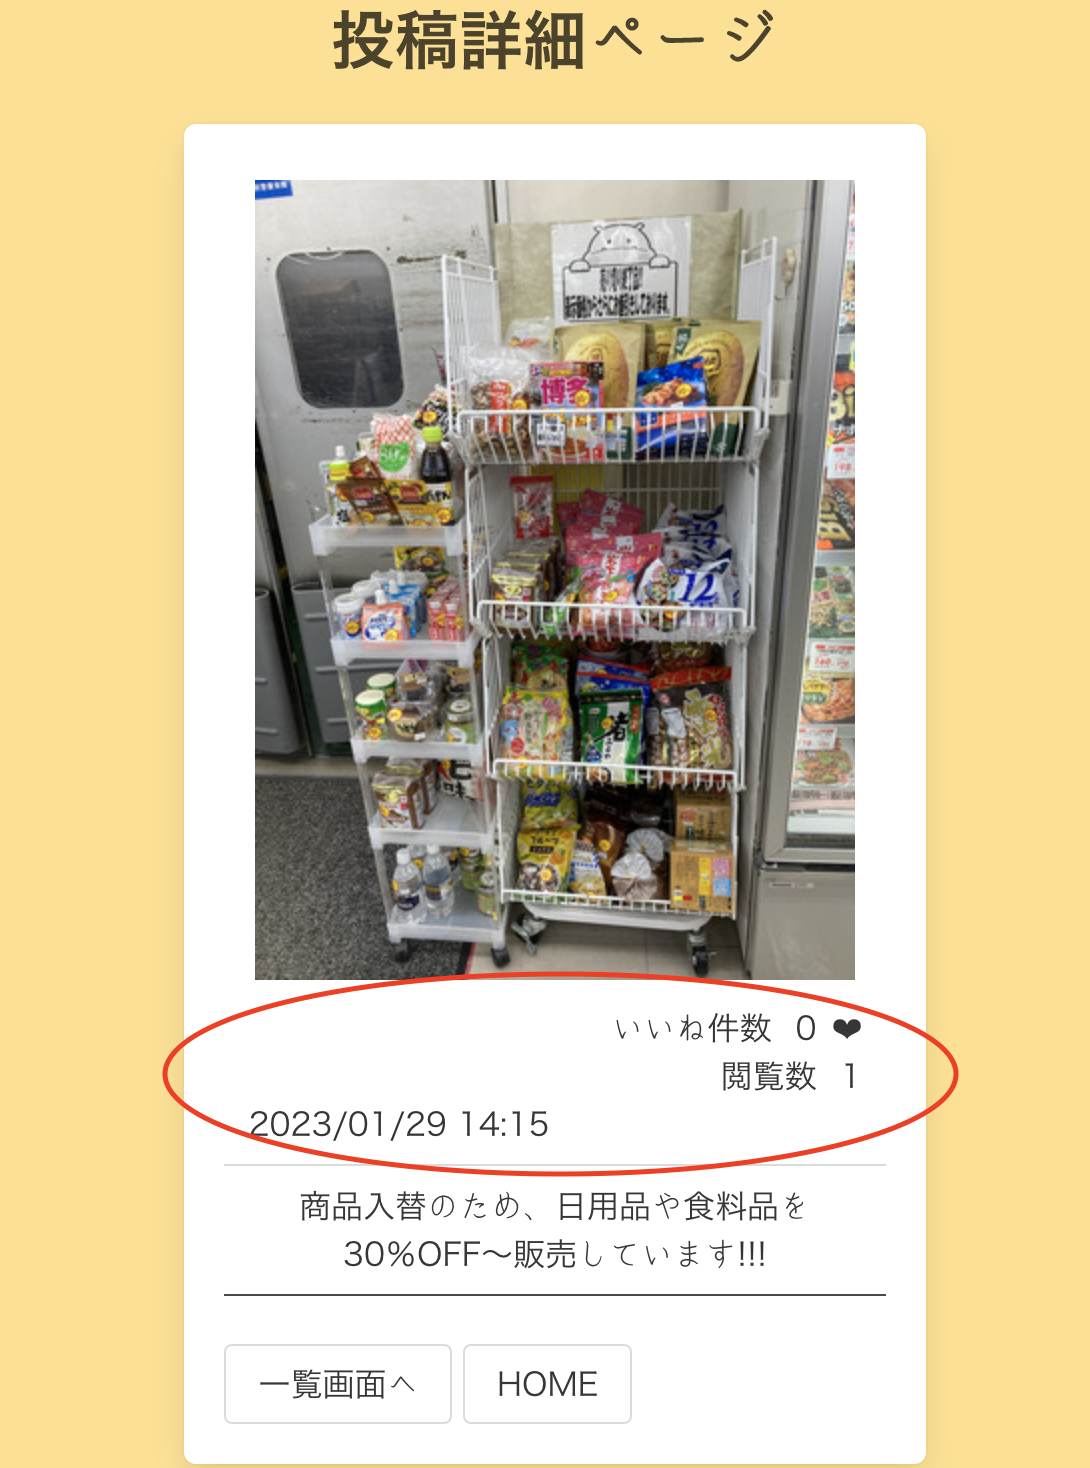 投稿詳細ページ
博多
12
BIG
いいね件数 0 ❤
閲覧数 1
2023/01/29 14:15
商品入替のため、日用品や食料品を
30%OFF〜販売しています!!!
一覧画面へ
HOME